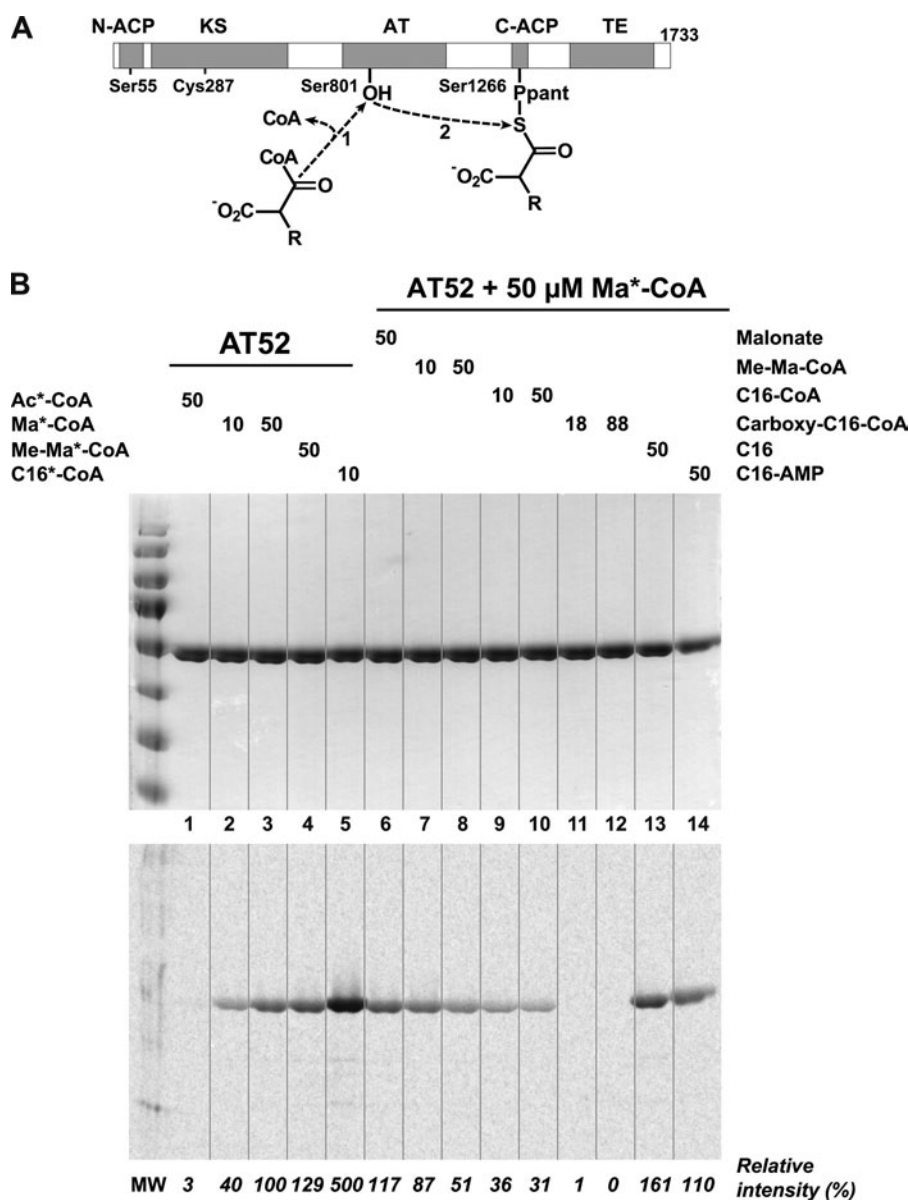 A
N-ACP KS AT C-ACP TE 1733
Ser55 Cys287 Ser801 OH Ser1266 Ppant
CoA 1 2 S
CoA
O O
⁻O₂C ⁻O₂C
R R
B
AT52 + 50 µM Ma*-CoA
AT52
50 Malonate
10 50 Me-Ma-CoA
Ac*-CoA 50 10 50 C16-CoA
Ma*-CoA 10 50 18 88 Carboxy-C16-CoA
Me-Ma*-CoA 50 50 C16
C16*-CoA 10 50 C16-AMP
1 2 3 4 5 6 7 8 9 10 11 12 13 14
MW 3 40 100 129 500 117 87 51 36 31 1 0 161 110 Relative
intensity (%)